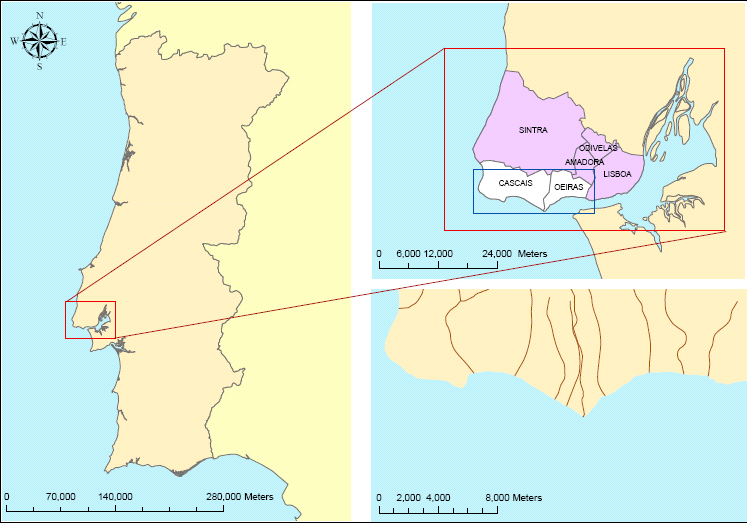 N
W E
S
SINTRA
ODIVELAS
AMADORA
LISBOA
CASCAIS
OEIRAS
0 6,000 12,000 24,000 Meters
0 70,000 140,000 280,000 Meters
0 2,000 4,000 8,000 Meters